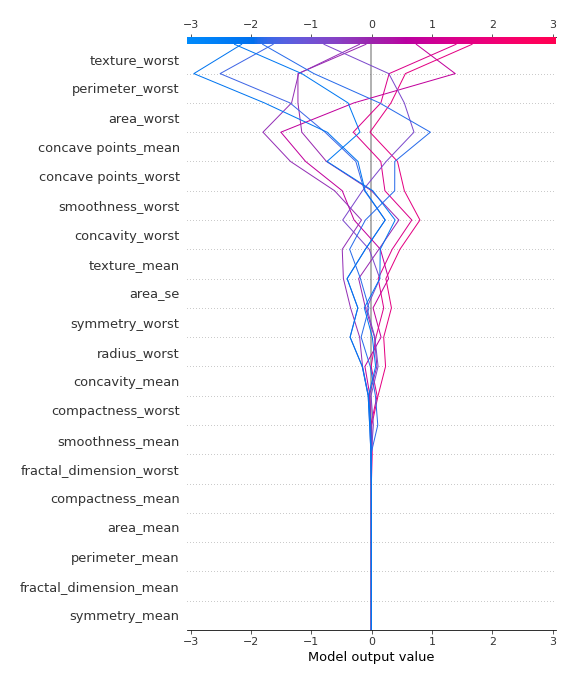 −3 −2 −1 0 1 2 3
texture_worst
perimeter_worst
area_worst
concave points_mean
concave points_worst
smoothness_worst
concavity_worst
texture_mean
area_se
symmetry_worst
radius_worst
concavity_mean
compactness_worst
smoothness_mean
fractal_dimension_worst
compactness_mean
area_mean
perimeter_mean
fractal_dimension_mean
symmetry_mean
−3 −2 −1 0 1 2 3
Model output value